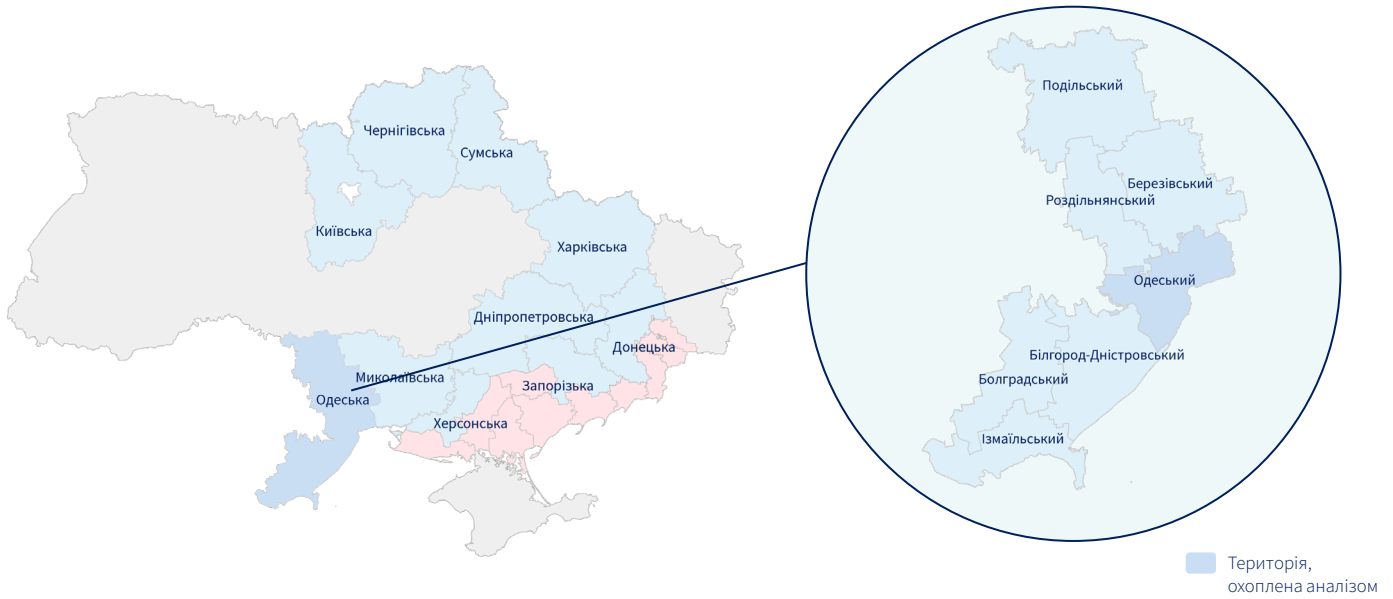 Чернігівська
Сумська
Київська
Харківська
Дніпропетровська
Донецька
Миколаївська
Запорізька
Одеська
Херсонська
Подільський
Березівський
Роздільнянський
Одеський
Білгород-Дністровський
Болградський
Ізмаїльський
Територія,
охоплена аналізом